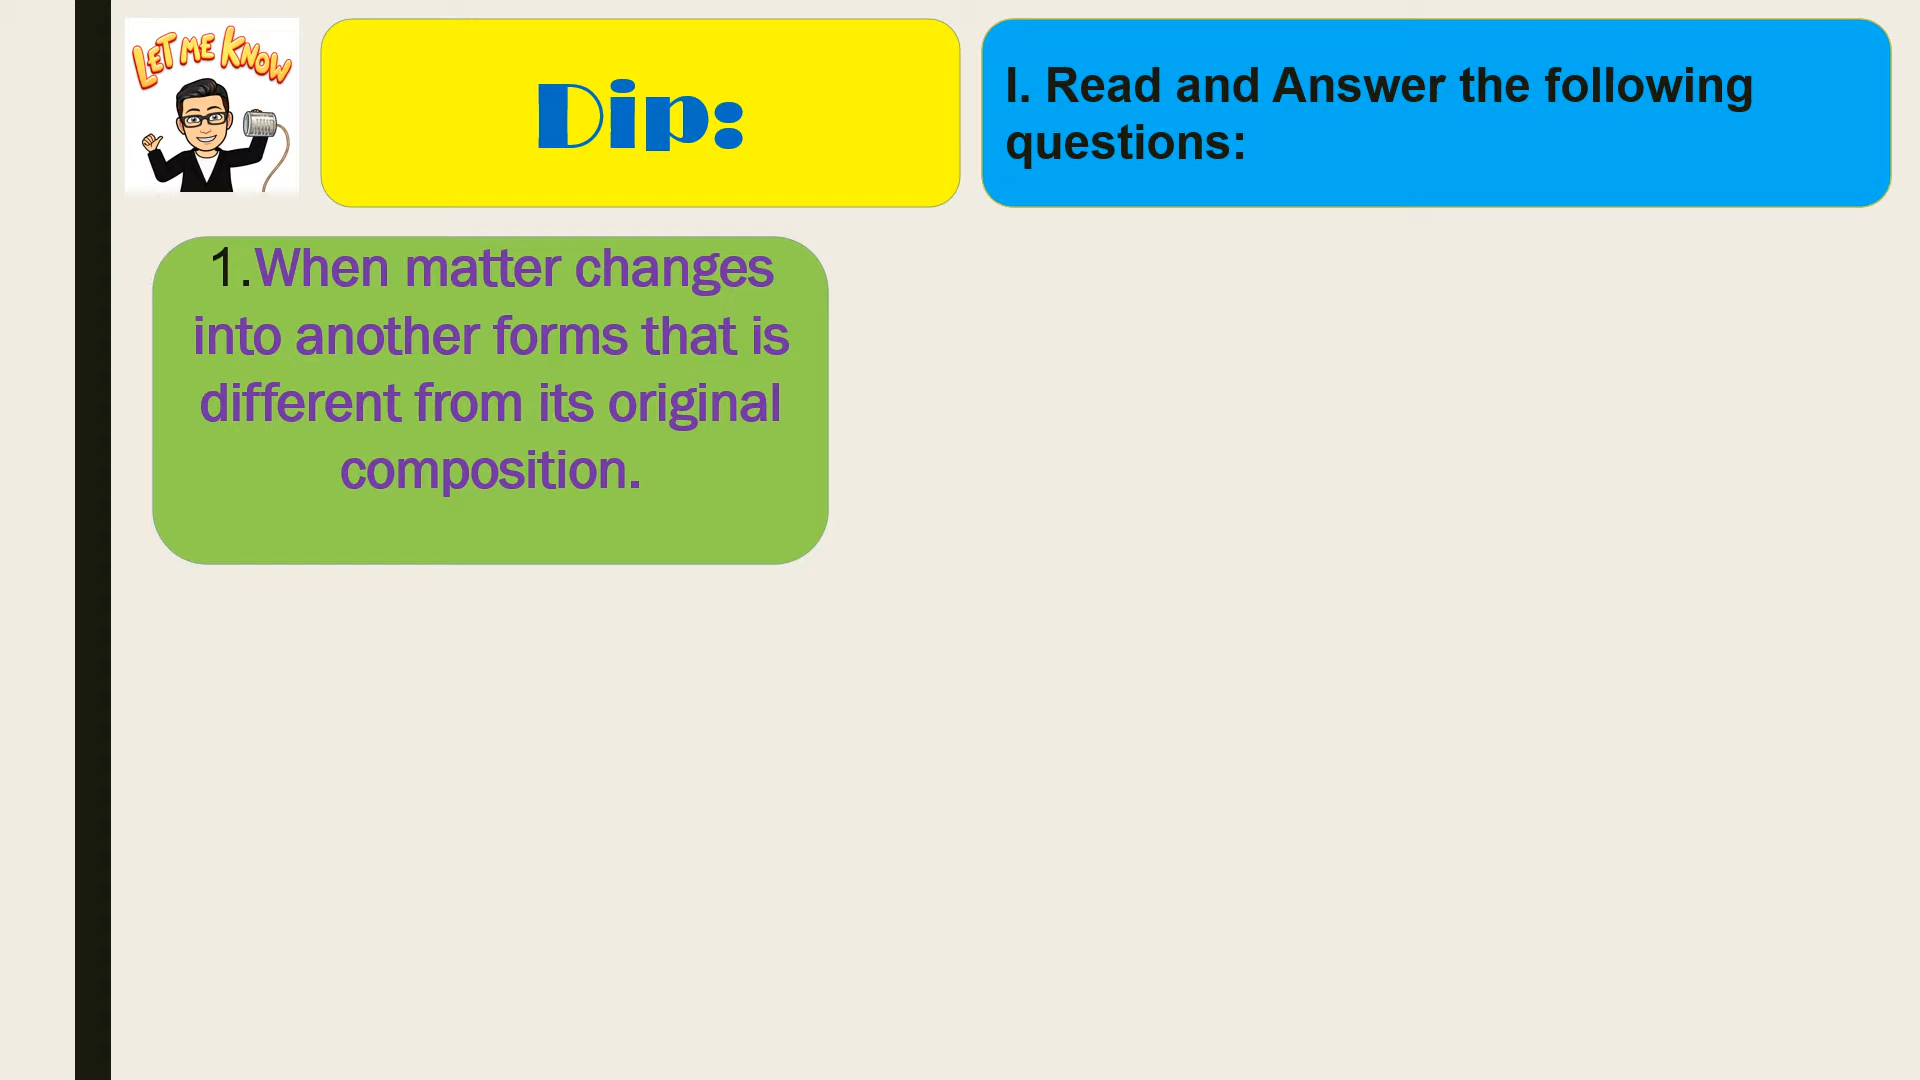 LET ME KNOW
Dip:
I. Read and Answer the following
questions:
1.When matter changes
into another forms that is
different from its original
composition.